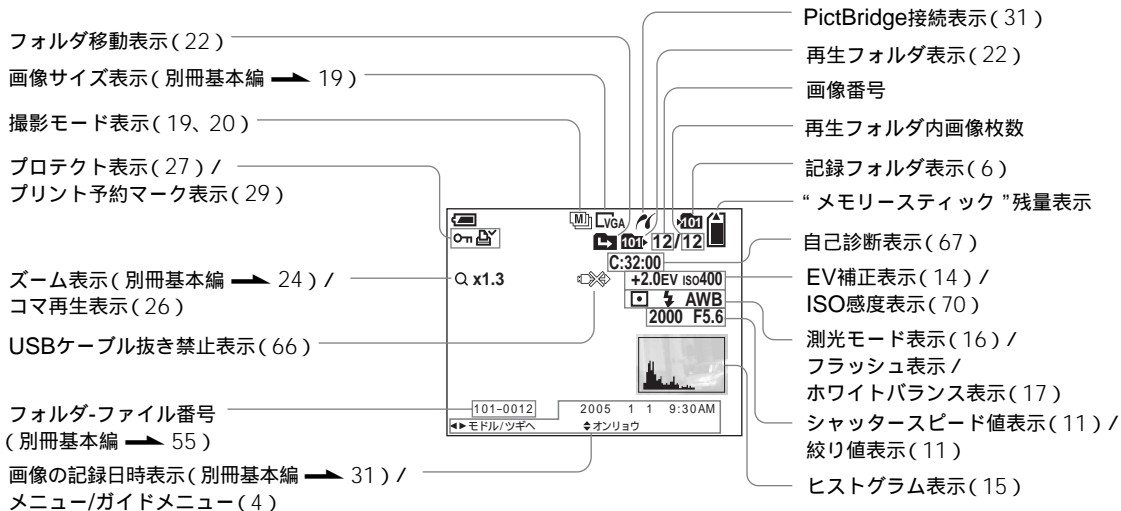 フォルダ移動表示(22)
画像サイズ表示(別冊基本編 → 19)
撮影モード表示(19、20)
プロテクト表示(27)/
プリント予約マーク表示(29)
ズーム表示(別冊基本編 → 24)/
コマ再生表示(26)
USBケーブル抜き禁止表示(66)
フォルダ-ファイル番号
(別冊基本編 → 55)
画像の記録日時表示(別冊基本編 → 31)/
メニュー/ガイドメニュー(4)
M VGA 101
101 12/12
C:32:00
x1.3 +2.0EV ISO400
AWB
2000 F5.6
101-0012 2005 1 1 9:30AM
モドル/ツギヘ オンリョウ
PictBridge接続表示(31)
再生フォルダ表示(22)
画像番号
再生フォルダ内画像枚数
記録フォルダ表示(6)
“メモリースティック”残量表示
自己診断表示(67)
EV補正表示(14)/
ISO感度表示(70)
測光モード表示(16)/
フラッシュ表示/
ホワイトバランス表示(17)
シャッタースピード値表示(11)/
絞り値表示(11)
ヒストグラム表示(15)